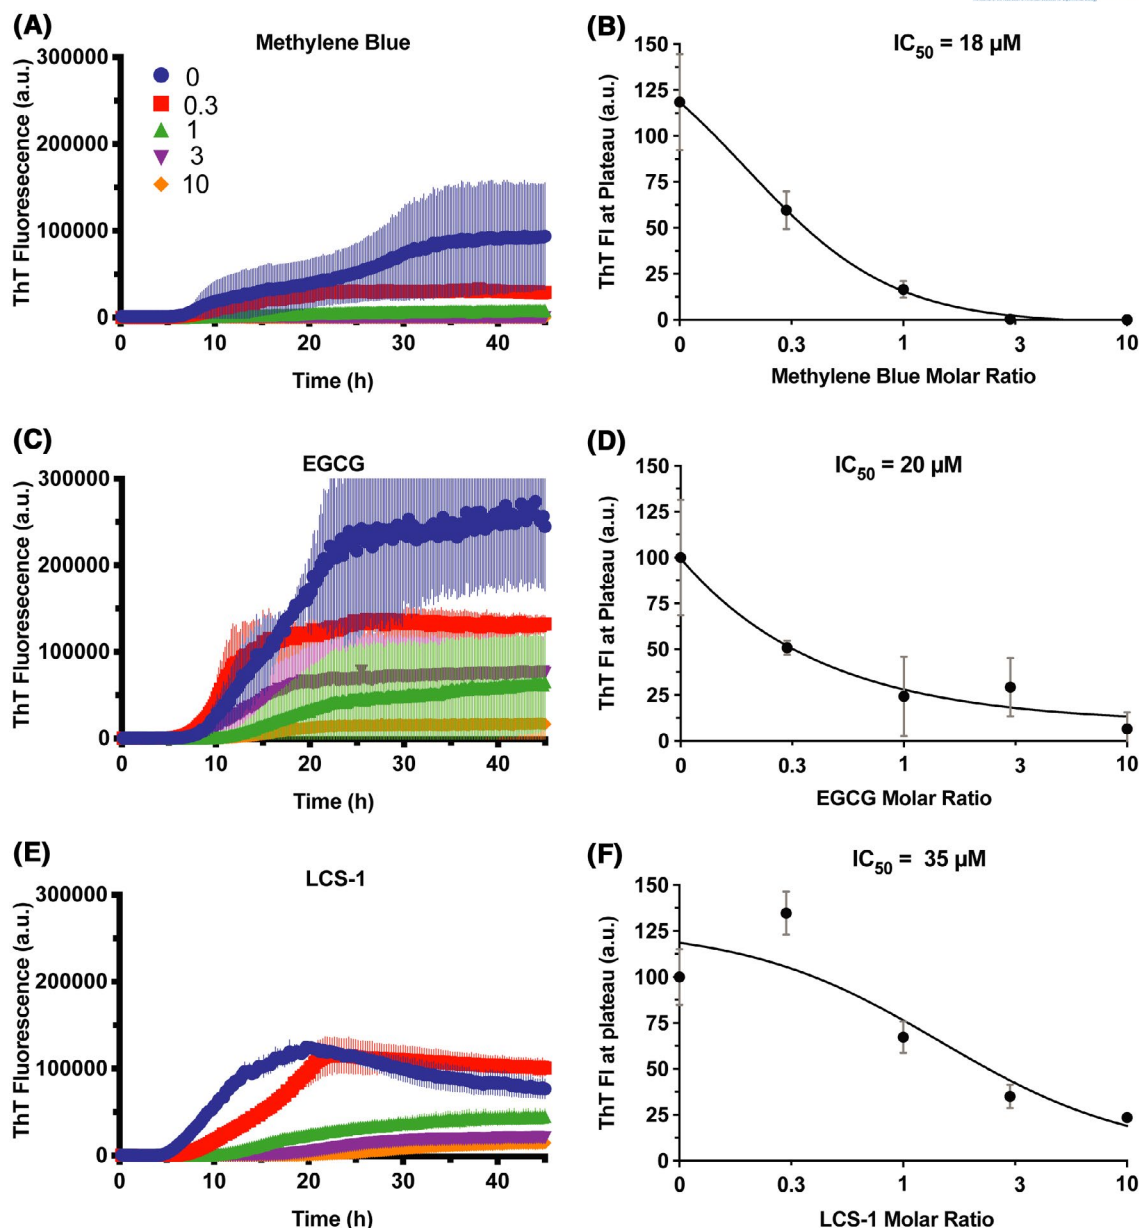 (A)
Methylene Blue
300000
200000
100000
0
ThT Fluoresecence (a.u.)
0
0.3
1
3
10
0 10 20 30 40
Time (h)
(B)
IC50 = 18 µM
150
125
100
75
50
25
0
ThT FI at Plateau (a.u.)
0 0.3 1 3 10
Methylene Blue Molar Ratio
(C)
EGCG
300000
200000
100000
0
ThT Fluoresecence (a.u.)
0 10 20 30 40
Time (h)
(D)
IC50 = 20 µM
150
125
100
75
50
25
0
ThT FI at Plateau (a.u.)
0 0.3 1 3 10
EGCG Molar Ratio
(E)
LCS-1
300000
200000
100000
0
ThT Fluorescence (a.u.)
0 10 20 30 40
Time (h)
(F)
IC50 = 35 µM
150
125
100
75
50
25
0
ThT FI at plateau (a.u.)
0 0.3 1 3 10
LCS-1 Molar Ratio